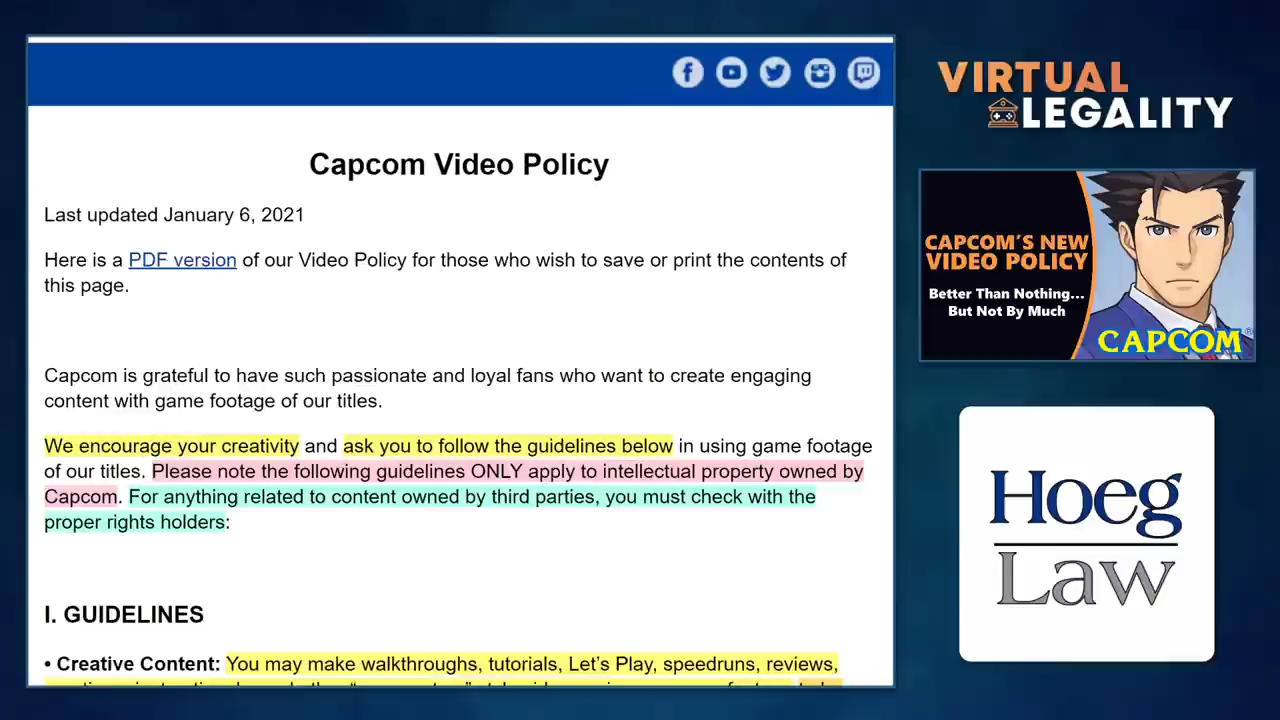 Capcom Video Policy
Last updated January 6, 2021
Here is a PDF version of our Video Policy for those who wish to save or print the contents of
this page.
Capcom is grateful to have such passionate and loyal fans who want to create engaging
content with game footage of our titles.
We encourage your creativity and ask you to follow the guidelines below in using game footage
of our titles. Please note the following guidelines ONLY apply to intellectual property owned by
Capcom. For anything related to content owned by third parties, you must check with the
proper rights holders:
I. GUIDELINES
• Creative Content: You may make walkthroughs, tutorials, Let's Play, speedruns, reviews,
VIRTUAL
LEGALITY
CAPCOM'S NEW
VIDEO POLICY
Better Than Nothing...
But Not By Much
CAPCOM®
Hoeg
Law